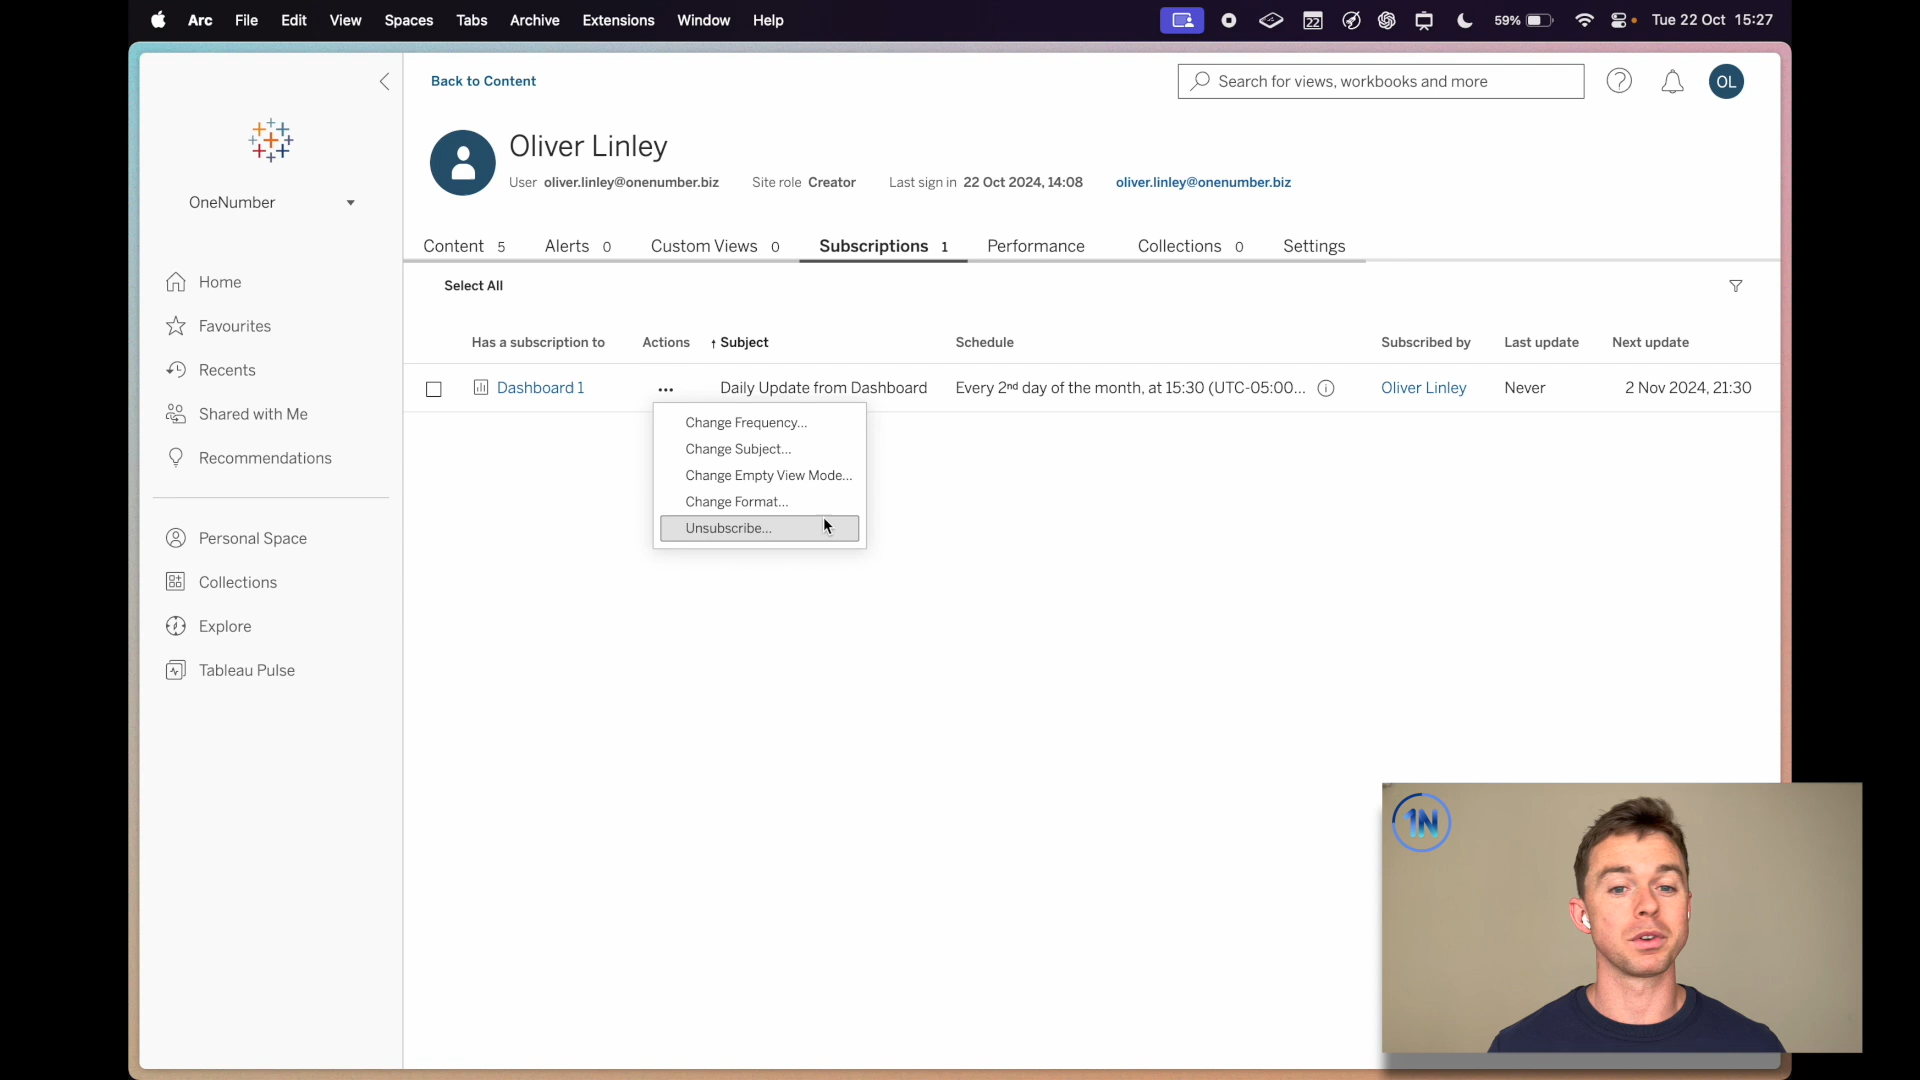 Arc File Edit View Spaces Tabs Archive Extensions Window Help 22 59% Tue 22 Oct 15:27
Back to Content
Search for views, workbooks and more
OL
Oliver Linley
User oliver.linley@onenumber.biz Site role Creator Last sign in 22 Oct 2024, 14:08 oliver.linley@onenumber.biz
OneNumber
Content 5 Alerts 0 Custom Views 0 Subscriptions 1 Performance Collections 0 Settings
Select All
Home
Favourites
Recents
Shared with Me
Recommendations
Personal Space
Collections
Explore
Tableau Pulse
Has a subscription to Actions ↑ Subject Schedule Subscribed by Last update Next update
Dashboard 1 ... Daily Update from Dashboard Every 2nd day of the month, at 15:30 (UTC-05:00... Oliver Linley Never 2 Nov 2024, 21:30
Change Frequency...
Change Subject...
Change Empty View Mode...
Change Format...
Unsubscribe...
1N